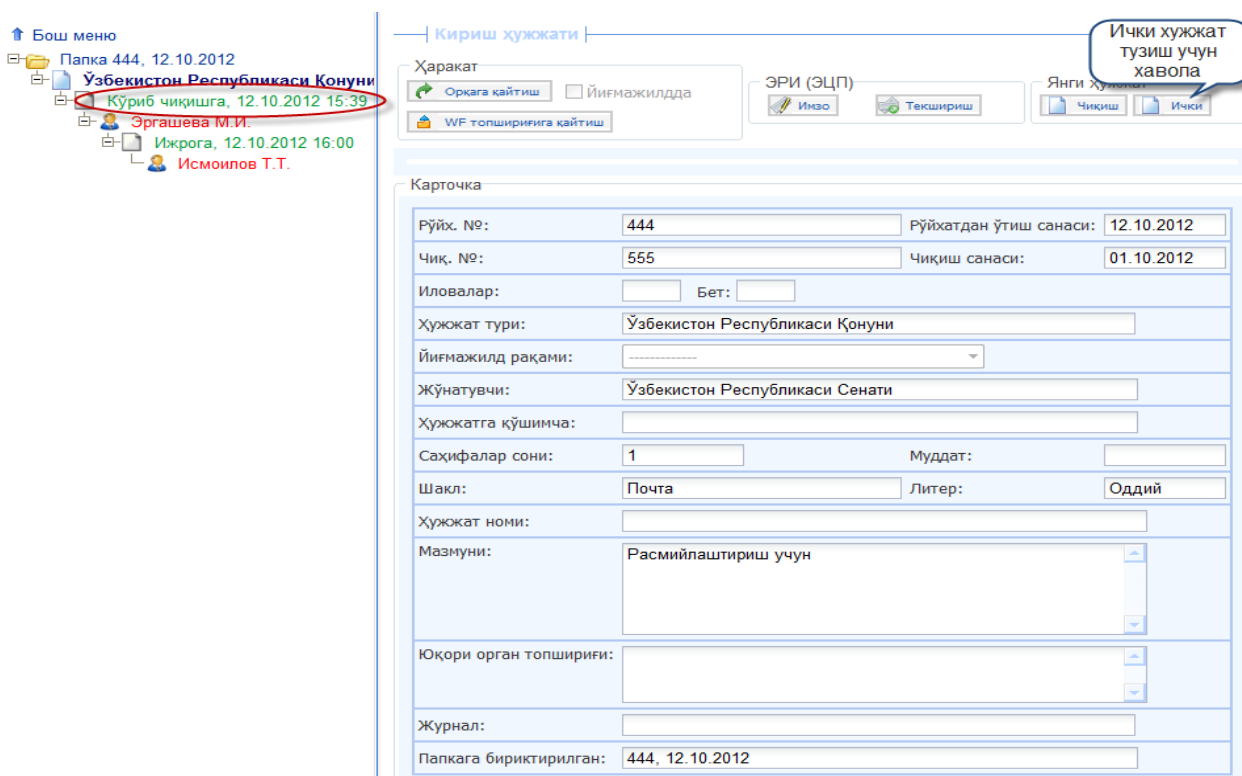 Бош меню
Папка 444, 12.10.2012
Ўзбекистон Республикаси Қонуни
Кўриб чиқишга, 12.10.2012 15:39
Эргашева М.И.
Ижрога, 12.10.2012 16:00
Исмоилов Т.Т.
Кириш ҳужжати
Ички хужжат
тузиш учун
хавола
Ҳаракат
Орқага қайтиш Йиғмажилдда
WF топшириғига қайтиш
ЭРИ (ЭЦП)
Имзо Текшириш
Янги ҳужжат
Чиқиш Ички
Карточка
Рўйх. №: 444 Рўйхатдан ўтиш санаси: 12.10.2012
Чиқ. №: 555 Чиқиш санаси: 01.10.2012
Иловалар: Бет:
Ҳужжат тури: Ўзбекистон Республикаси Қонуни
Йиғмажилд рақами: -------------
Жўнатувчи: Ўзбекистон Республикаси Сенати
Ҳужжатга қўшимча:
Саҳифалар сони: 1 Муддат:
Шакл: Почта Литер: Оддий
Ҳужжат номи:
Мазмуни: Расмийлаштириш учун
Юқори орган топшириғи:
Журнал:
Папкага бириктирилган: 444, 12.10.2012